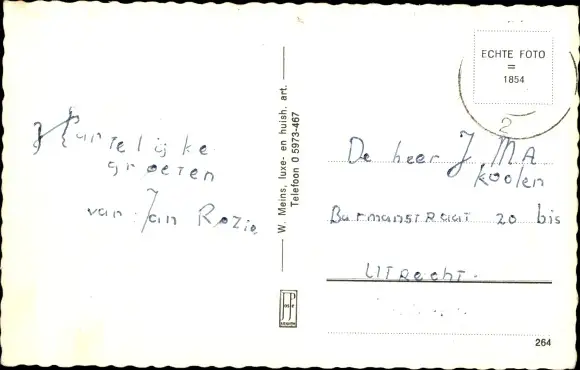 Hartelijke
groeten
van Jan Rozie
W. Meins, luxe- en huish. art.
Telefoon 0 5973-467
ECHTE FOTO
=
1854
2
De heer J M A
Koolen
Burmanstraat 20 bis
Utrecht.
264